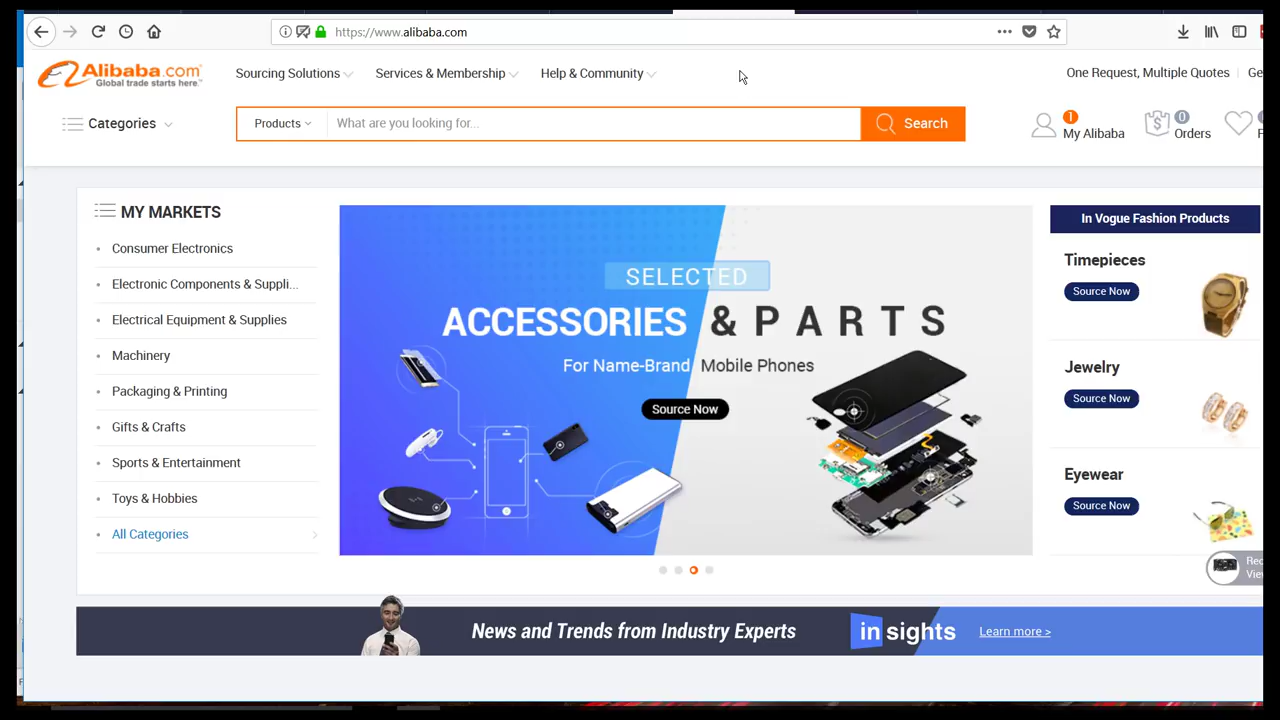 https://www.alibaba.com
Alibaba.com
Global trade starts here.™
Sourcing Solutions
Services & Membership
Help & Community
One Request, Multiple Quotes
Categories
Products
What are you looking for...
Search
1
My Alibaba
0
Orders
MY MARKETS
Consumer Electronics
Electronic Components & Suppli...
Electrical Equipment & Supplies
Machinery
Packaging & Printing
Gifts & Crafts
Sports & Entertainment
Toys & Hobbies
All Categories
SELECTED
ACCESSORIES & PARTS
For Name-Brand Mobile Phones
Source Now
In Vogue Fashion Products
Timepieces
Source Now
Jewelry
Source Now
Eyewear
Source Now
News and Trends from Industry Experts
insights
Learn more >